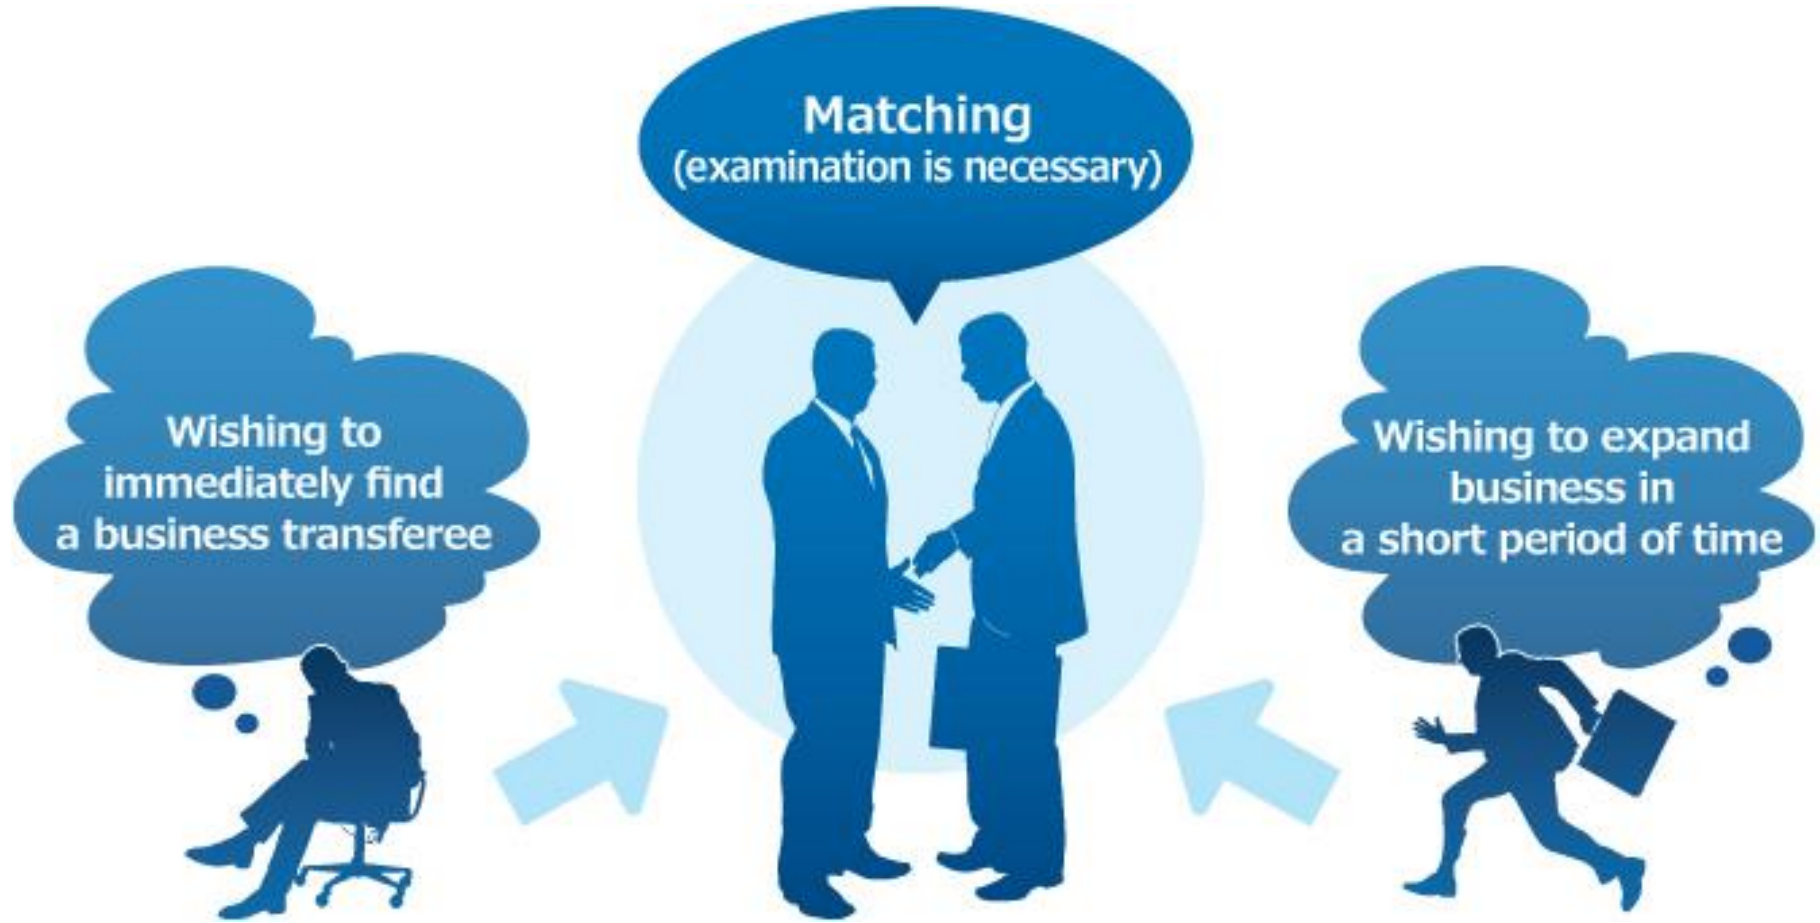 Matching
(examination is necessary)
Wishing to
immediately find
a business transferee
Wishing to expand
business in
a short period of time